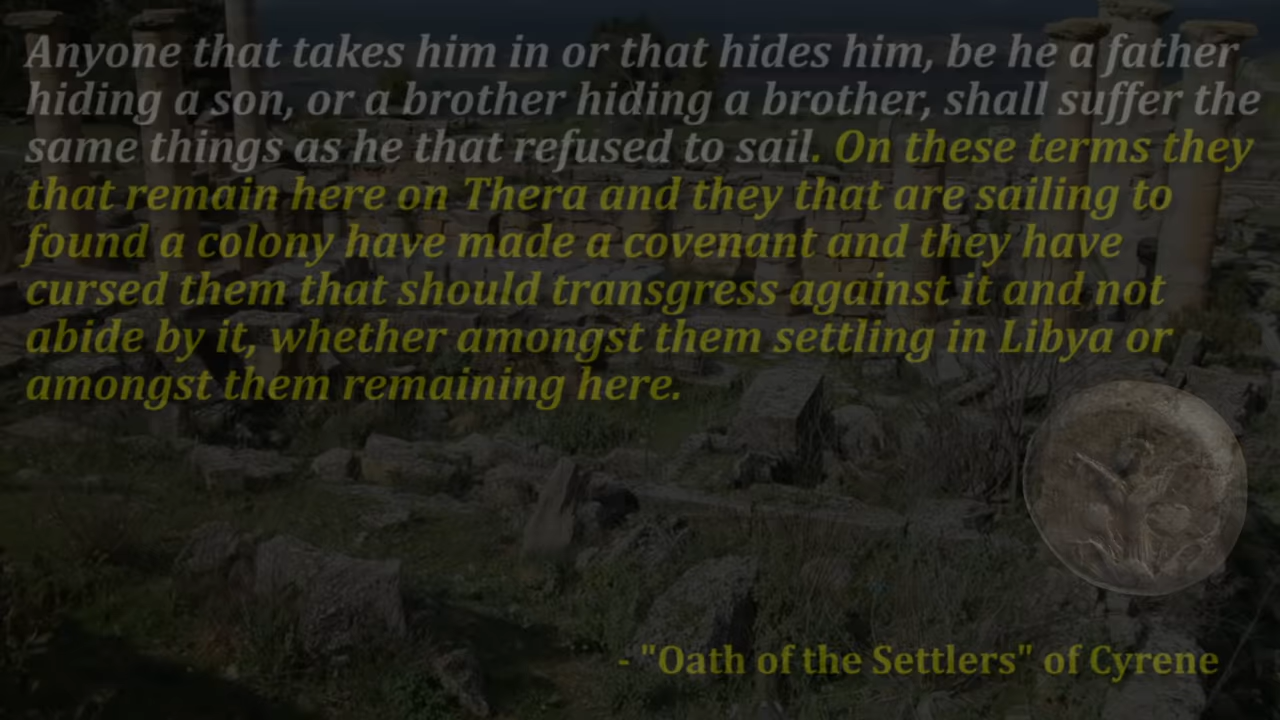 Anyone that takes him in or that hides him, be he a father
hiding a son, or a brother hiding a brother, shall suffer the
same things as he that refused to sail. On these terms they
that remain here on Thera and they that are sailing to
found a colony have made a covenant and they have
cursed them that should transgress against it and not
abide by it, whether amongst them settling in Libya or
amongst them remaining here.
- "Oath of the Settlers" of Cyrene